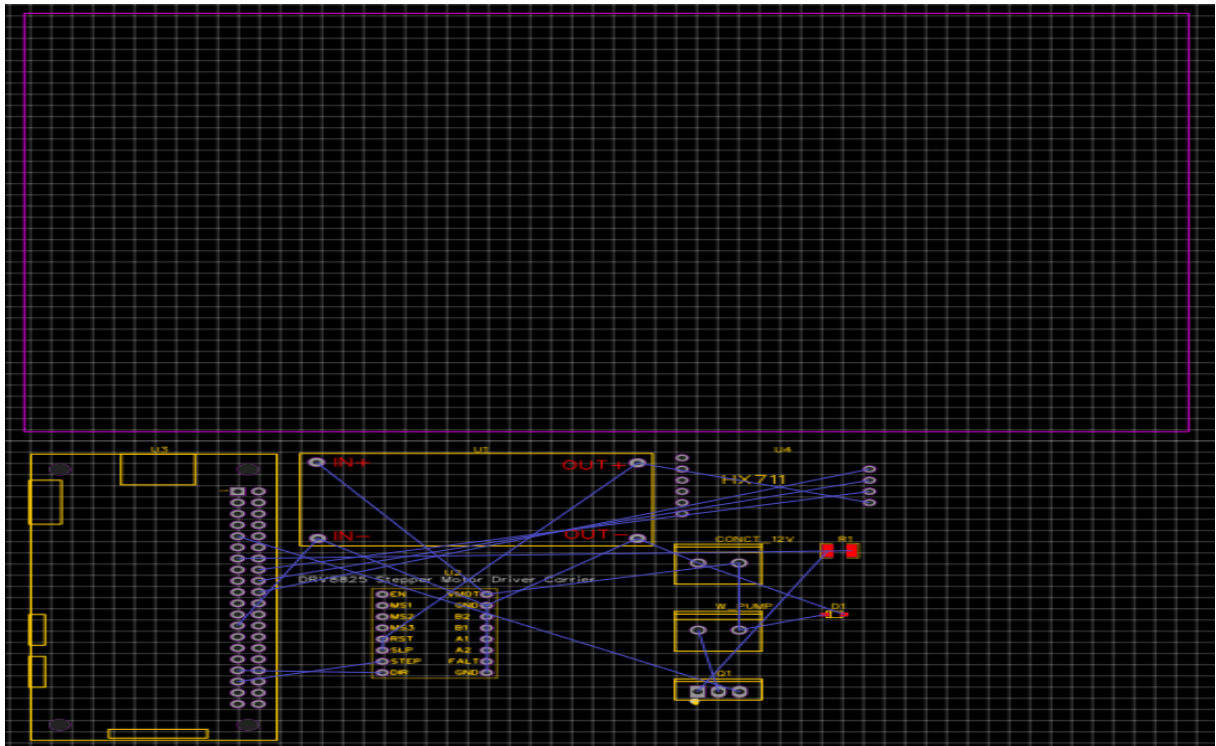 U3
U1
U4
IN+
OUT+
HX711
IN-
OUT-
CONCT_12V
R1
U2
DRV8825 Stepper Motor Driver Carrier
EN VMOT
MS1 GND
MS2 B2
MS3 B1
RST A1
SLP A2
STEP FALT
DIR GND
W_PUMP
D1
Q1